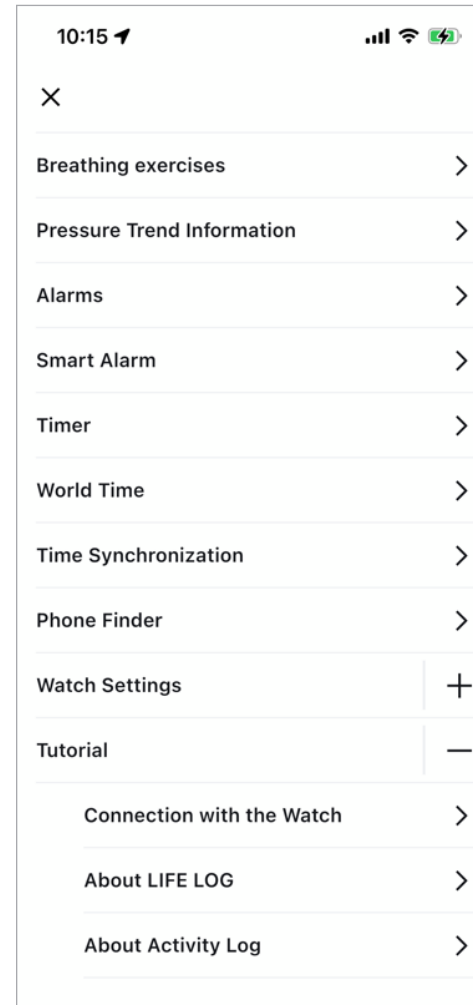 10:15
Breathing exercises
Pressure Trend Information
Alarms
Smart Alarm
Timer
World Time
Time Synchronization
Phone Finder
Watch Settings
Tutorial
Connection with the Watch
About LIFE LOG
About Activity Log